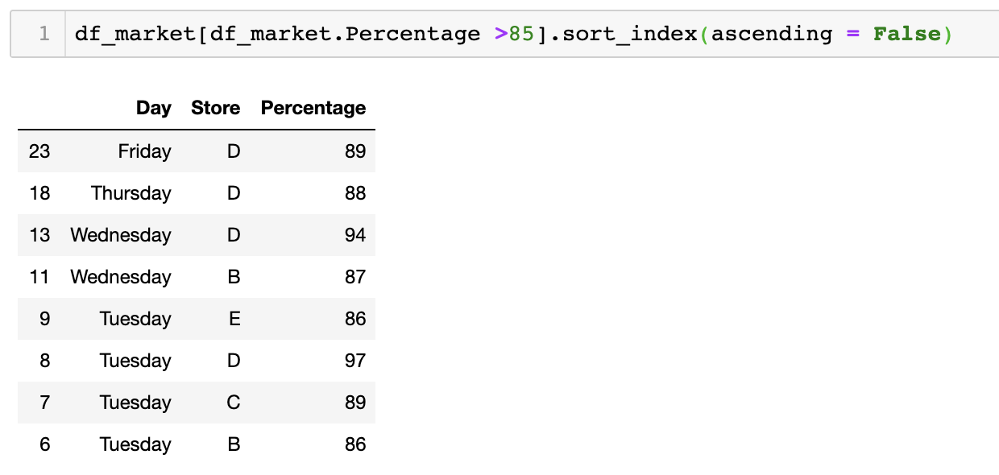 1 df_market[df_market.Percentage >85].sort_index(ascending = False)
Day Store Percentage
23 Friday D 89
18 Thursday D 88
13 Wednesday D 94
11 Wednesday B 87
9 Tuesday E 86
8 Tuesday D 97
7 Tuesday C 89
6 Tuesday B 86